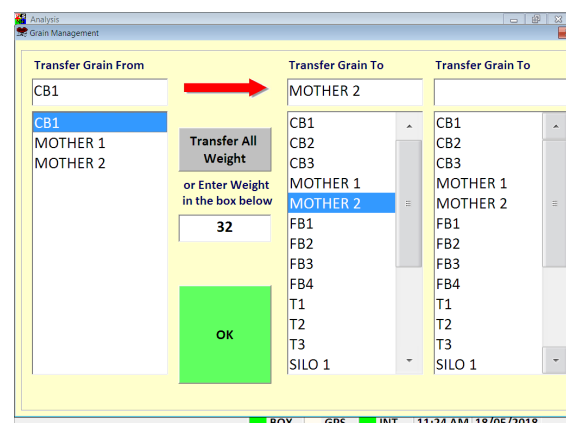 Analysis
Grain Management
Transfer Grain From
Transfer Grain To
Transfer Grain To
CB1
MOTHER 2
CB1
MOTHER 1
MOTHER 2
Transfer All
Weight
or Enter Weight
in the box below
32
OK
CB1
CB2
CB3
MOTHER 1
MOTHER 2
FB1
FB2
FB3
FB4
T1
T2
T3
SILO 1
CB1
CB2
CB3
MOTHER 1
MOTHER 2
FB1
FB2
FB3
FB4
T1
T2
T3
SILO 1
BOX GPS INT 11:24 AM 18/05/2018